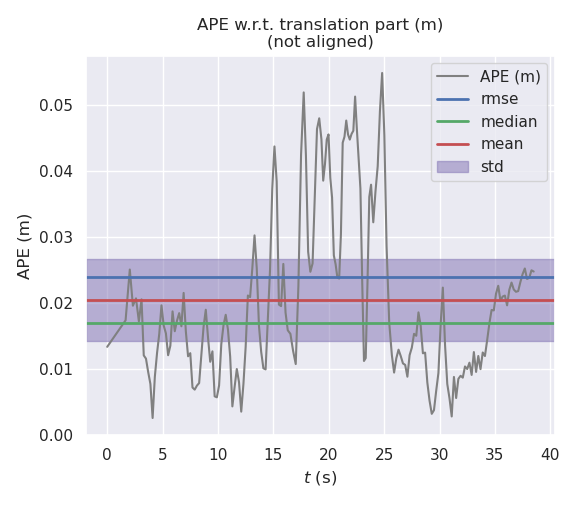 APE w.r.t. translation part (m)
(not aligned)
APE (m)
rmse
median
mean
std
APE (m)
0.05
0.04
0.03
0.02
0.01
0.00
0 5 10 15 20 25 30 35 40
t (s)